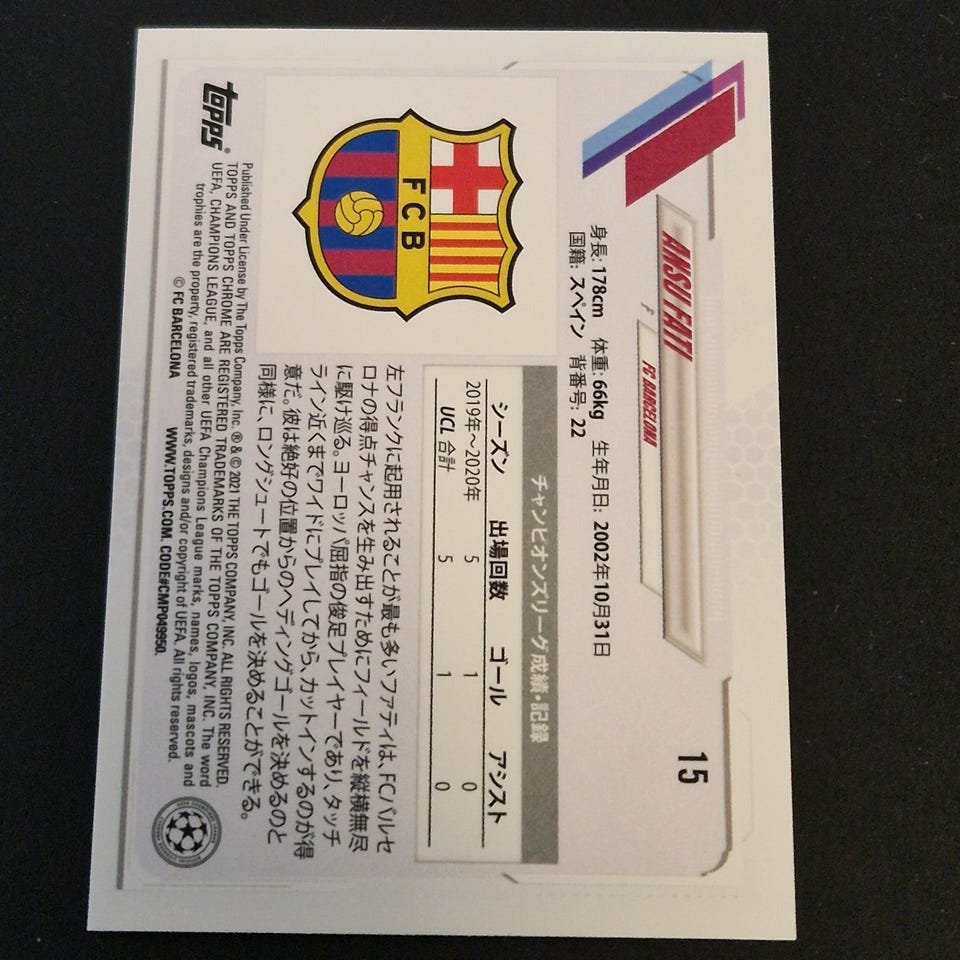 15
ANSU FATI
FC BARCELONA
身長: 178cm 体重: 66kg 生年月日: 2002年10月31日
国籍: スペイン 背番号: 22
FCB
チャンピオンズリーグ成績・記録
シーズン 出場回数 ゴール アシスト
2019年～2020年 5 1 0
UCL 合計 5 1 0
左フランクに起用されることが最も多いファティは、FCバルセ
ロナの得点チャンスを生み出すためにフィールドを縦横無尽
に駆け巡る。ヨーロッパ屈指の俊足プレイヤーであり、タッチ
ライン近くまでワイドにプレイしてから、カットインするのが得
意だ。彼は絶好の位置からのヘディングゴールを決めるのと
同様に、ロングシュートでもゴールを決めることができる。
topps®
Published Under License by The Topps Company, Inc. ® & © 2021 THE TOPPS COMPANY, INC. ALL RIGHTS RESERVED.
TOPPS AND TOPPS CHROME ARE REGISTERED TRADEMARKS OF THE TOPPS COMPANY, INC. The word
UEFA, CHAMPIONS LEAGUE, and all other UEFA Champions League marks, names, logos, mascots and
trophies are the property, registered trademarks, designs and/or copyright of UEFA. All rights reserved.
© FC BARCELONA WWW.TOPPS.COM. CODE#CMP049950.